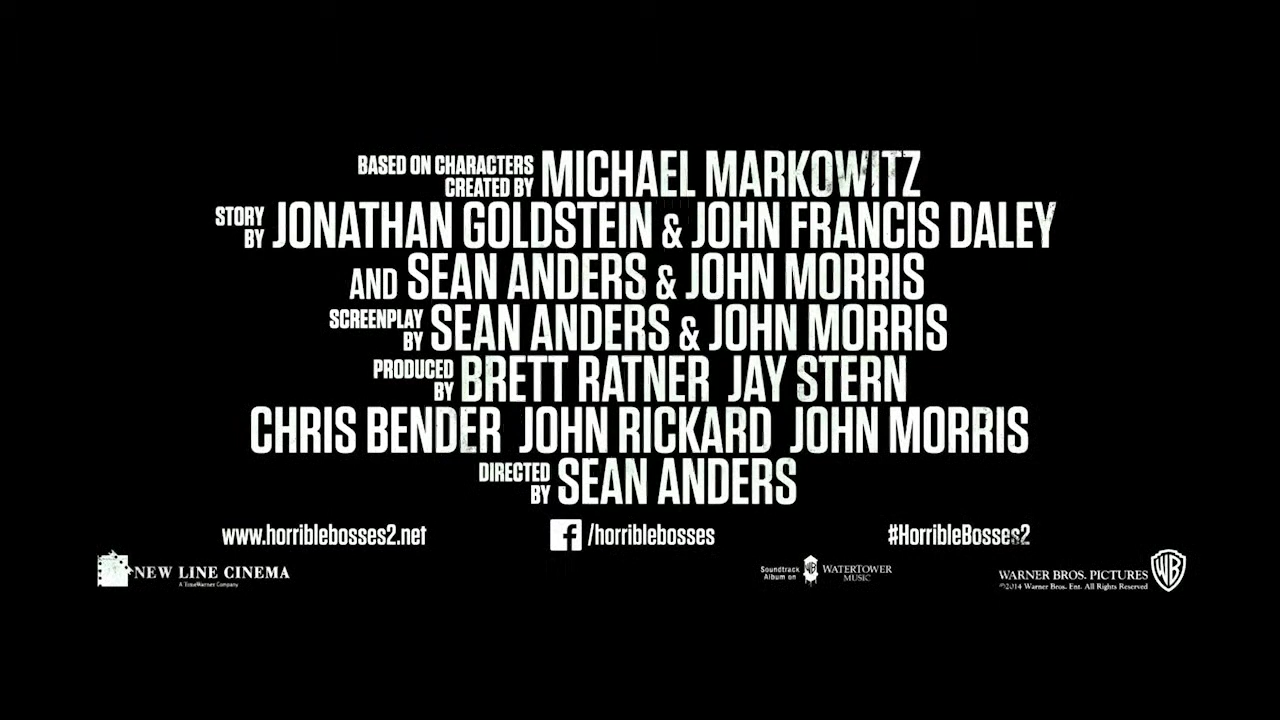 BASED ON CHARACTERS CREATED BY MICHAEL MARKOWITZ
STORY BY JONATHAN GOLDSTEIN & JOHN FRANCIS DALEY
AND SEAN ANDERS & JOHN MORRIS
SCREENPLAY BY SEAN ANDERS & JOHN MORRIS
PRODUCED BY BRETT RATNER JAY STERN
CHRIS BENDER JOHN RICKARD JOHN MORRIS
DIRECTED BY SEAN ANDERS
www.horriblebosses2.net f/horriblebosses #HorribleBosses2
NEW LINE CINEMA
A TimeWarner Company
Soundtrack Album on WB WATERTOWER MUSIC
WARNER BROS. PICTURES WB
©2014 Warner Bros. Ent. All Rights Reserved